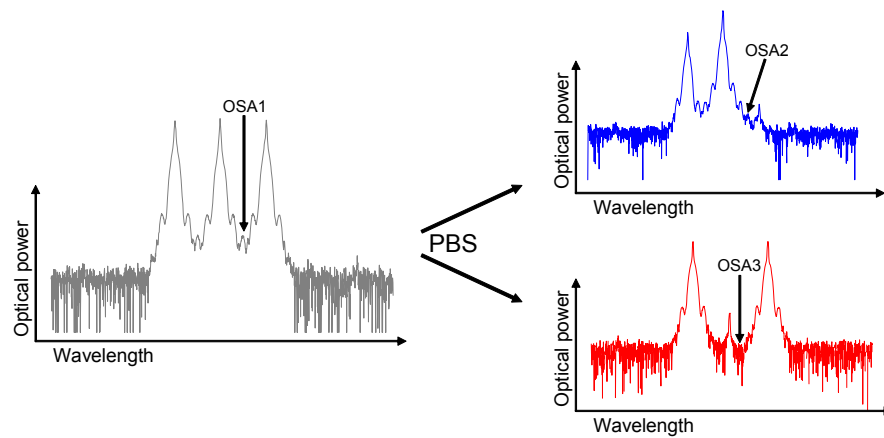 OSA1
Optical power
Wavelength
PBS
OSA2
Optical power
Wavelength
OSA3
Optical power
Wavelength